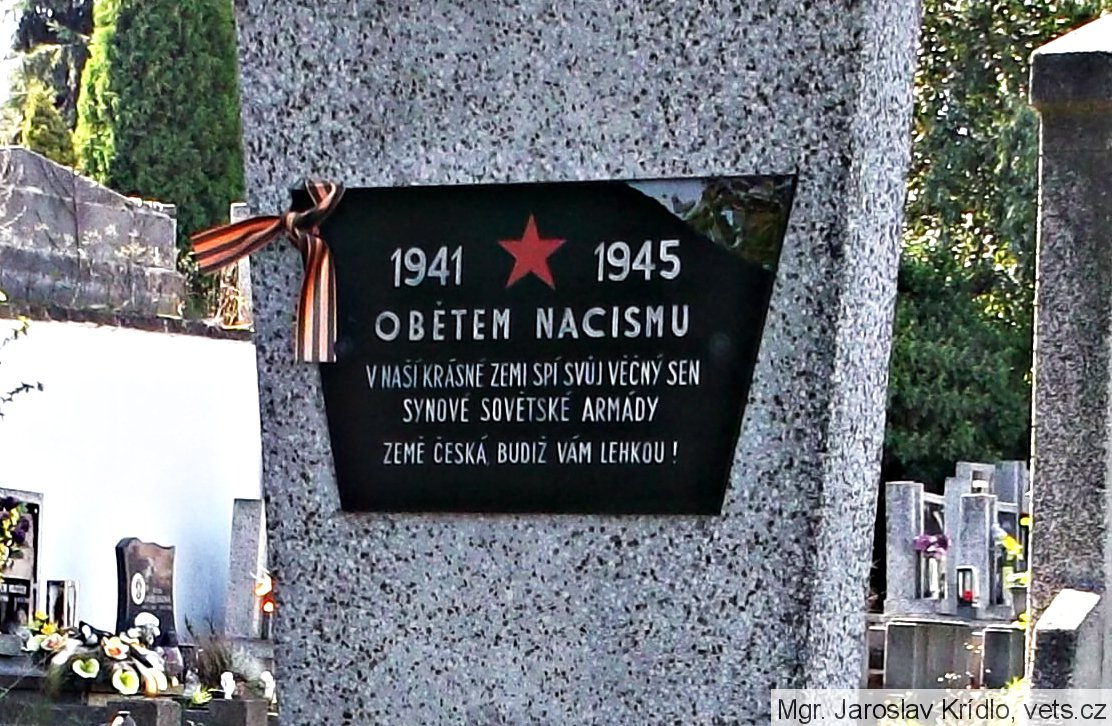 1941 1945
OBĚTEM NACISMU
V NAŠÍ KRÁSNÉ ZEMI SPÍ SVŮJ VĚČNÝ SEN
SYNOVÉ SOVĚTSKÉ ARMÁDY
ZEMĚ ČESKÁ, BUDIŽ VÁM LEHKOU !
Mgr. Jaroslav Krídlo, vets.cz